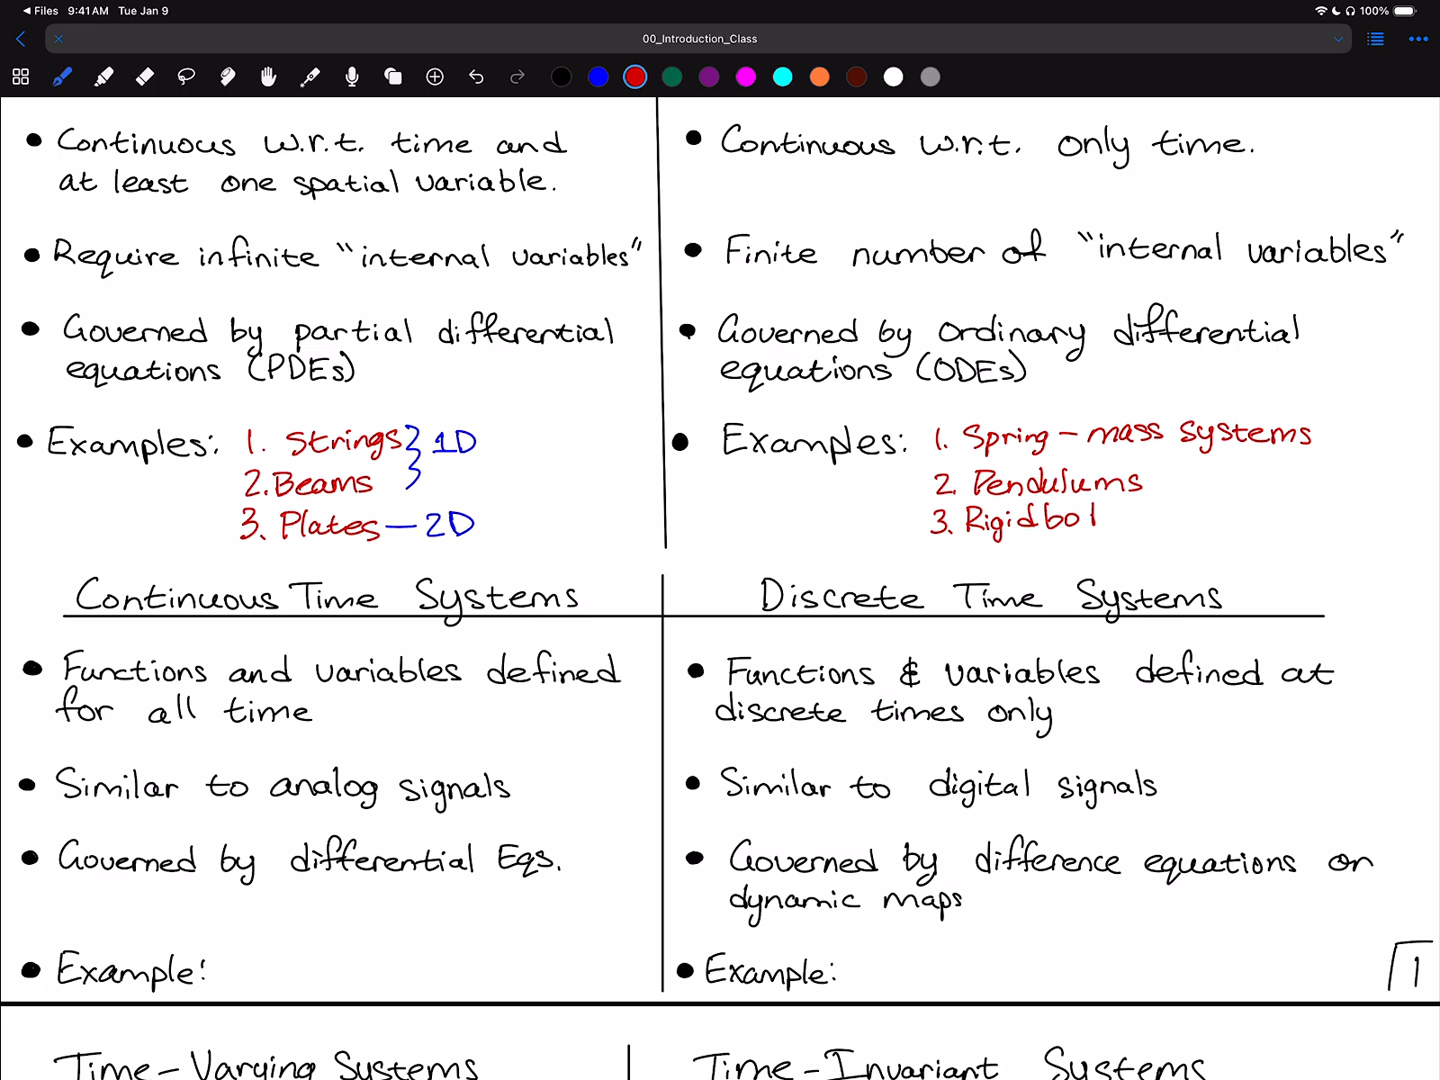 Files 9:41 AM Tue Jan 9 100%
00_Introduction_Class
• Continuous w.r.t. time and
at least one spatial variable.
• Require infinite "internal variables"
• Governed by partial differential
equations (PDEs)
• Examples: 1. Strings } 1D
2. Beams
3. Plates — 2D
• Continuous w.r.t. only time.
• Finite number of "internal variables"
• Governed by ordinary differential
equations (ODEs)
• Examples: 1. Spring - mass systems
2. Pendulums
3. Rigid bo
Continuous Time Systems
• Functions and variables defined
for all time
• Similar to analog signals
• Governed by differential Eqs.
• Example:
Discrete Time Systems
• Functions & variables defined at
discrete times only
• Similar to digital signals
• Governed by difference equations or
dynamic maps
• Example:
1
Time-Varying Systems
Time-Invariant Systems